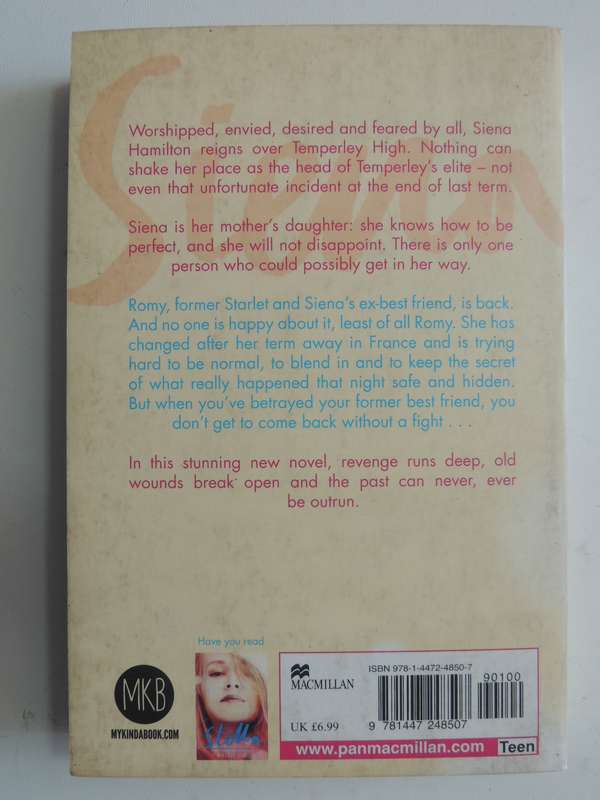 Siena
Worshipped, envied, desired and feared by all, Siena
Hamilton reigns over Temperley High. Nothing can
shake her place as the head of Temperley's elite – not
even that unfortunate incident at the end of last term.
Siena is her mother's daughter: she knows how to be
perfect, and she will not disappoint. There is only one
person who could possibly get in her way.
Romy, former Starlet and Siena's ex-best friend, is back.
And no one is happy about it, least of all Romy. She has
changed after her term away in France and is trying
hard to be normal, to blend in and to keep the secret
of what really happened that night safe and hidden.
But when you've betrayed your former best friend, you
don't get to come back without a fight . . .
In this stunning new novel, revenge runs deep, old
wounds break open and the past can never, ever
be outrun.
Have you read
MKB
MYKINDABOOK.COM
MACMILLAN
UK £6.99
ISBN 978-1-4472-4850-7
90100
9 781447 248507
www.panmacmillan.com
Teen